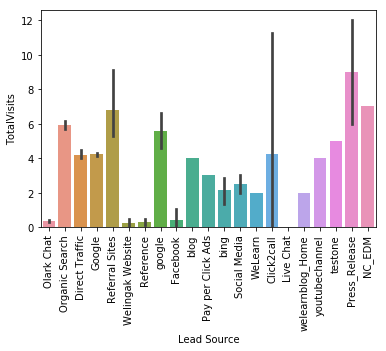 12
10
8
6
4
2
0
TotalVisits
Olark Chat
Organic Search
Direct Traffic
Google
Referral Sites
Welingak Website
Reference
google
Facebook
blog
Pay per Click Ads
bing
Social Media
WeLearn
Click2call
Live Chat
welearnblog_Home
youtubechannel
testone
Press_Release
NC_EDM
Lead Source